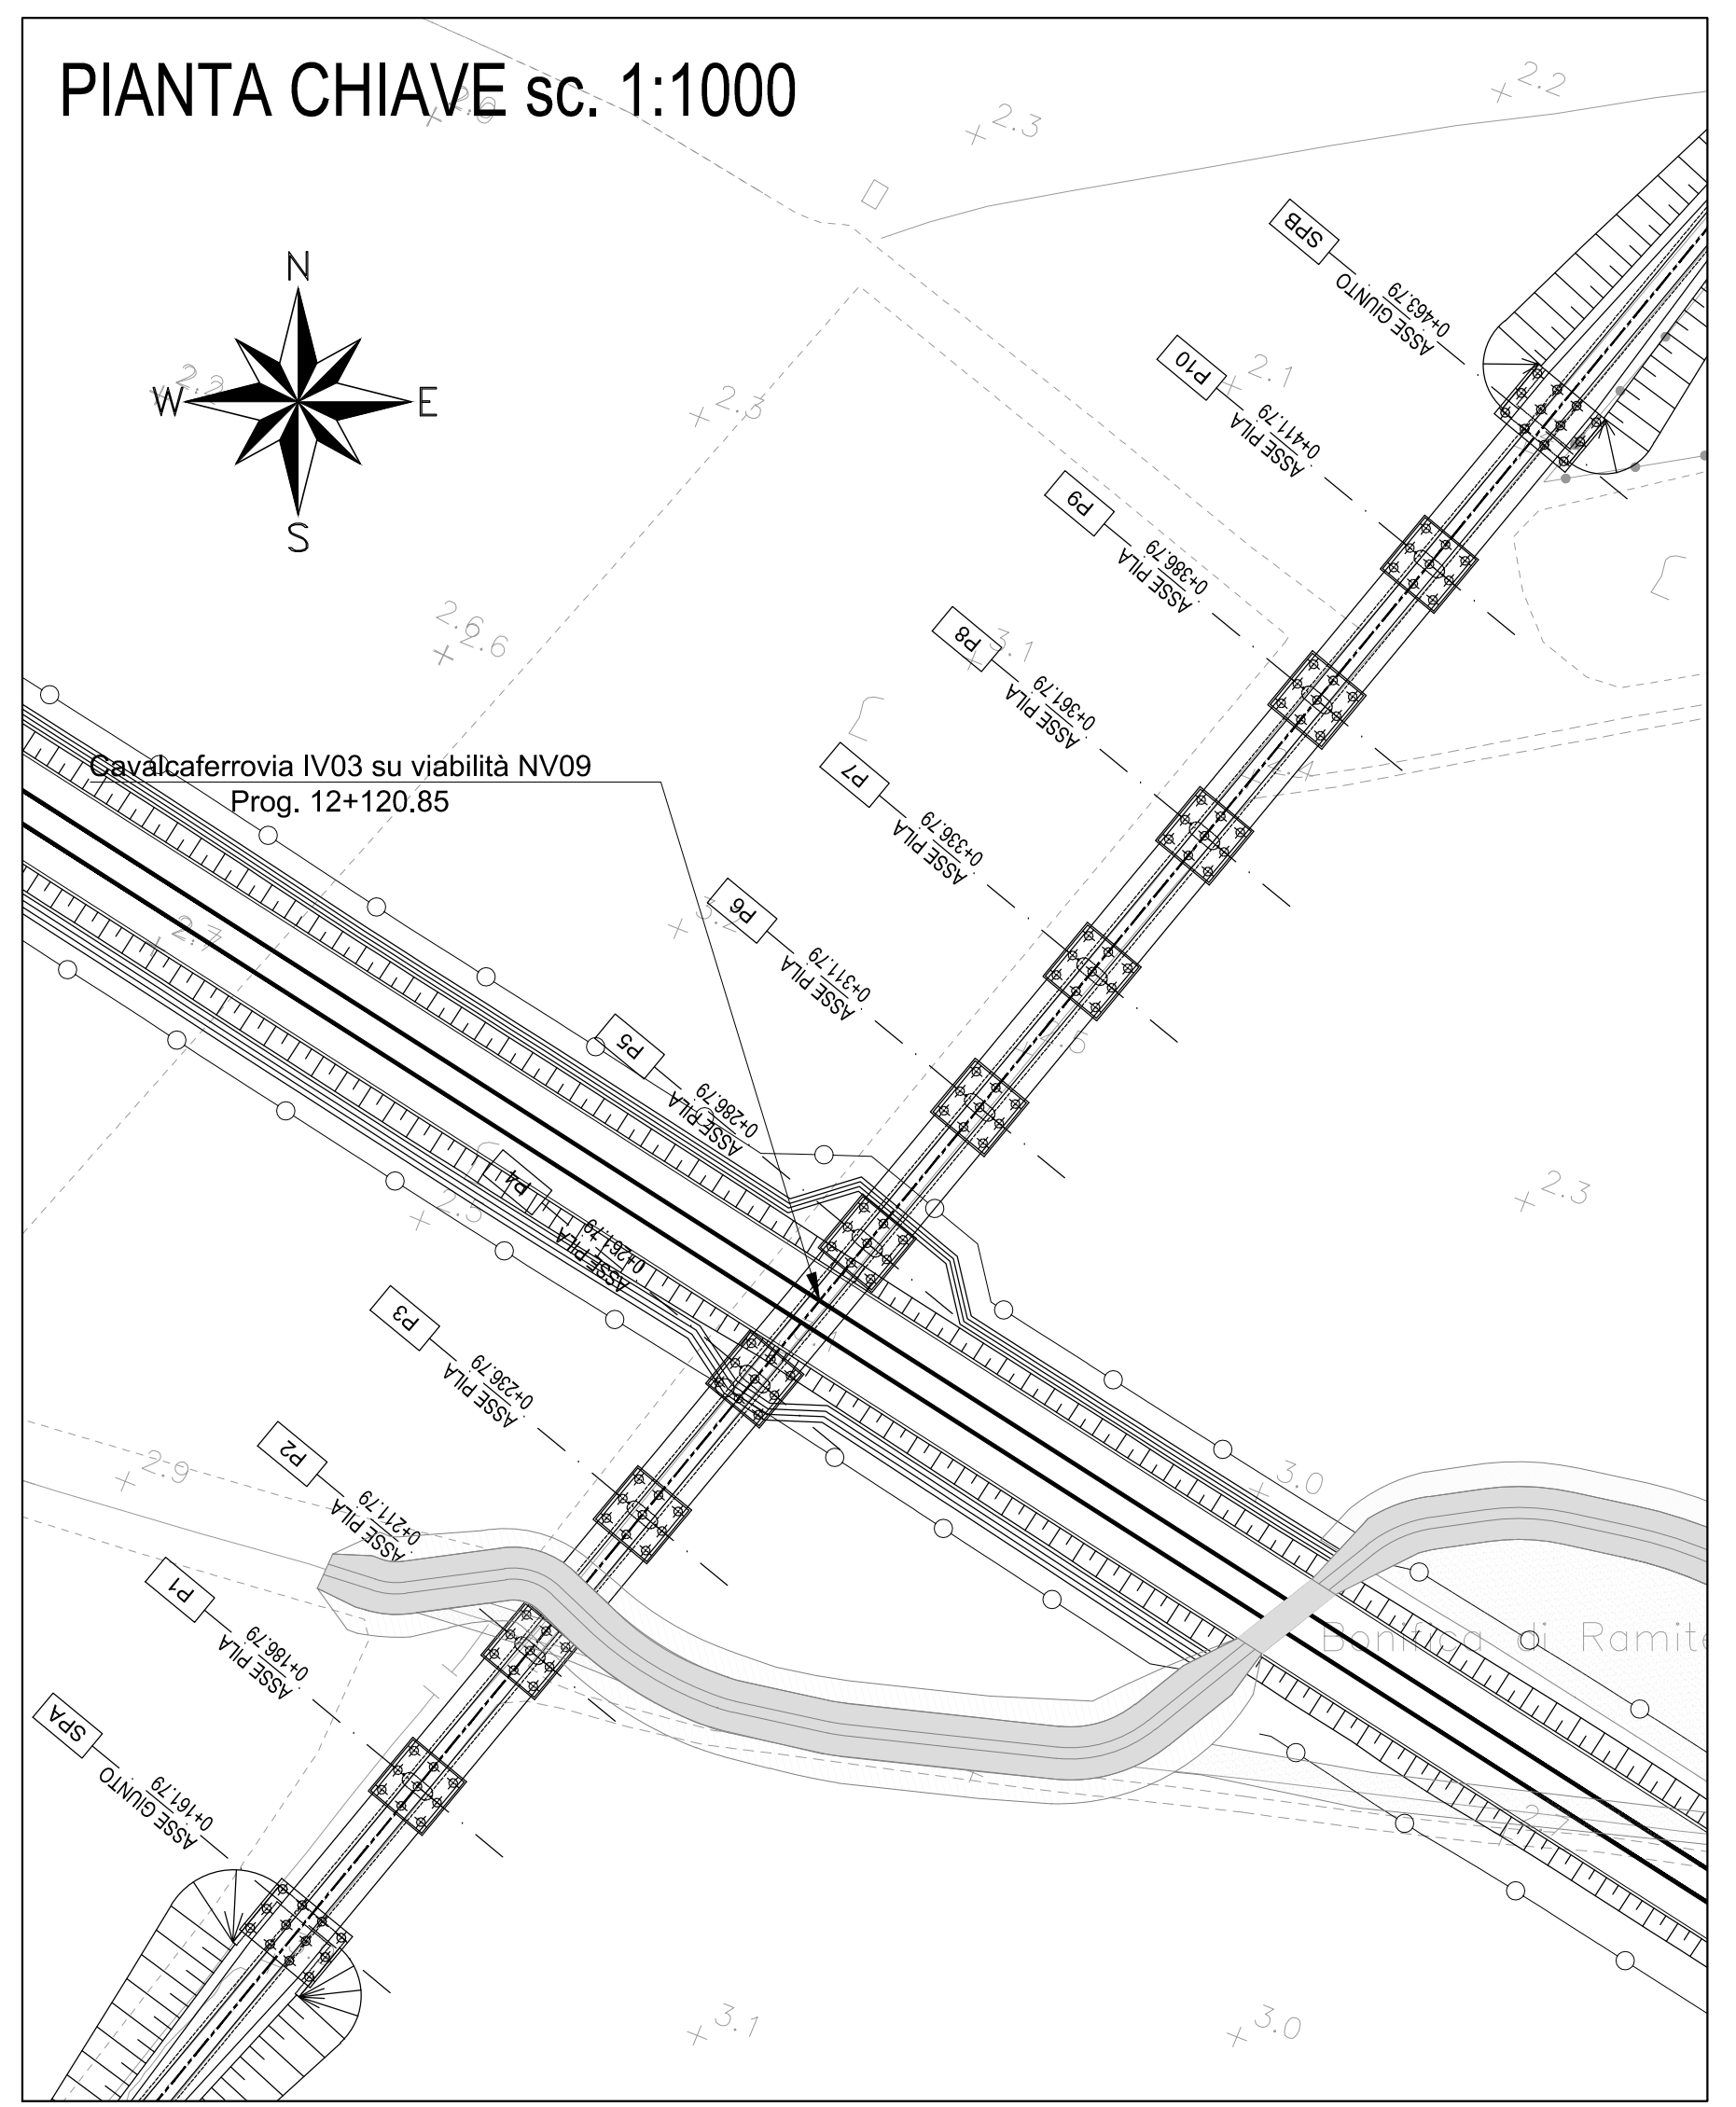 PIANTA CHIAVE sc. 1:1000
2.2
2.3
N
W
E
S
SPB
ASSE GIUNTO
0+463.79
P10
ASSE PILA
0+411.79
2.1
2.3
P9
ASSE PILA
0+386.79
P8
ASSE PILA
0+361.79
3.1
2.6
2.6
P7
ASSE PILA
0+336.79
Cavalcaferrovia IV03 su viabilità NV09
Prog. 12+120.85
P6
ASSE PILA
0+311.79
P5
ASSE PILA
0+286.79
P4
ASSE PILA
0+261.79
2.3
P3
ASSE PILA
0+236.79
P2
ASSE PILA
0+211.79
2.9
3.0
P1
ASSE PILA
0+186.79
Bonifica di
SPA
ASSE GIUNTO
0+161.79
3.1
3.0